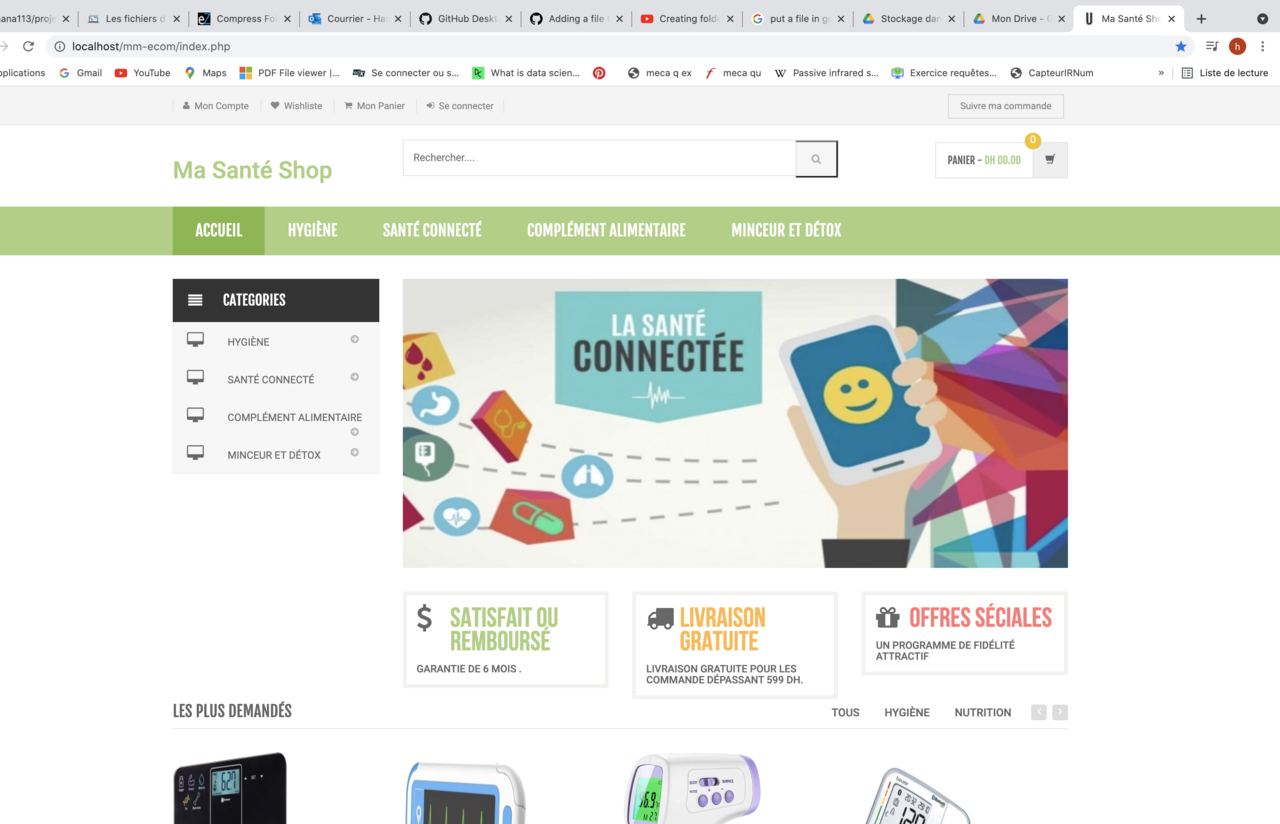 nana113/proje
Les fichiers d
Compress Fol
Courrier - Ha
GitHub Deskt
Adding a file t
Creating folde
put a file in g
Stockage dan
Mon Drive - G
Ma Santé Sho
localhost/mm-ecom/index.php
h
pplications
Gmail
YouTube
Maps
PDF File viewer |...
Se connecter ou s...
What is data scien...
meca q ex
meca qu
Passive infrared s...
Exercice requêtes...
CapteurIRNum
»
Liste de lecture
Mon Compte
Wishliste
Mon Panier
Se connecter
Suivre ma commande
Ma Santé Shop
Rechercher....
0
PANIER - DH 00.00
ACCUEIL
HYGIÈNE
SANTÉ CONNECTÉ
COMPLÉMENT ALIMENTAIRE
MINCEUR ET DÉTOX
CATEGORIES
HYGIÈNE
SANTÉ CONNECTÉ
COMPLÉMENT ALIMENTAIRE
MINCEUR ET DÉTOX
LA SANTÉ
CONNECTÉE
SATISFAIT OU
REMBOURSÉ
GARANTIE DE 6 MOIS .
LIVRAISON
GRATUITE
LIVRAISON GRATUITE POUR LES
COMMANDE DÉPASSANT 599 DH.
OFFRES SÉCIALES
UN PROGRAMME DE FIDÉLITÉ
ATTRACTIF
LES PLUS DEMANDÉS
TOUS
HYGIÈNE
NUTRITION